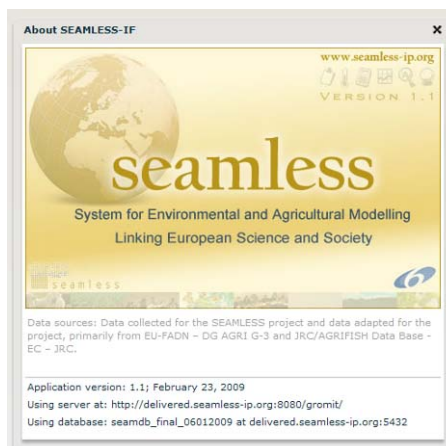 About SEAMLESS-IF
www.seamless-ip.org
VERSION 1.1
seamless
System for Environmental and Agricultural Modelling
Linking European Science and Society
seamless
6
Data sources: Data collected for the SEAMLESS project and data adapted for the
project, primarily from EU-FADN – DG AGRI G-3 and JRC/AGRIFISH Data Base -
EC – JRC.
Application version: 1.1; February 23, 2009
Using server at: http://delivered.seamless-ip.org:8080/gromit/
Using database: seamdb_final_06012009 at delivered.seamless-ip.org:5432